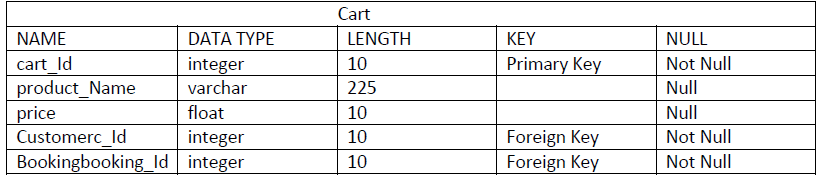 Cart
NAME DATA TYPE LENGTH KEY NULL
cart_Id integer 10 Primary Key Not Null
product_Name varchar 225 Null
price float 10 Null
Customerc_Id integer 10 Foreign Key Not Null
Bookingbooking_Id integer 10 Foreign Key Not Null